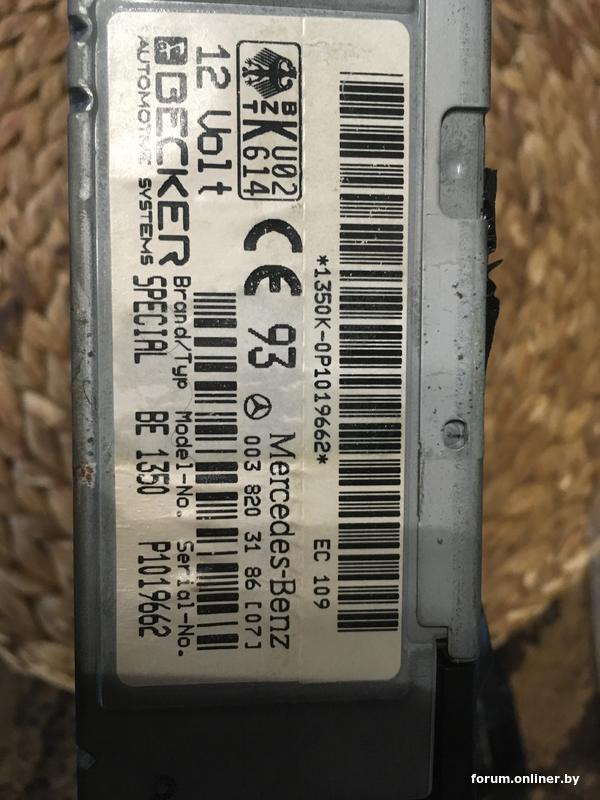 *1350K-0P1019662*
EC 109
BZT
KU02
K614
CE 93
Mercedes-Benz
003 820 31 86 [07]
12 Volt
BECKER
AUTOMOTIVE SYSTEMS
Brand/Typ Model-No. Serial-No.
SPECIAL BE 1350 P1019662
forum.onliner.by